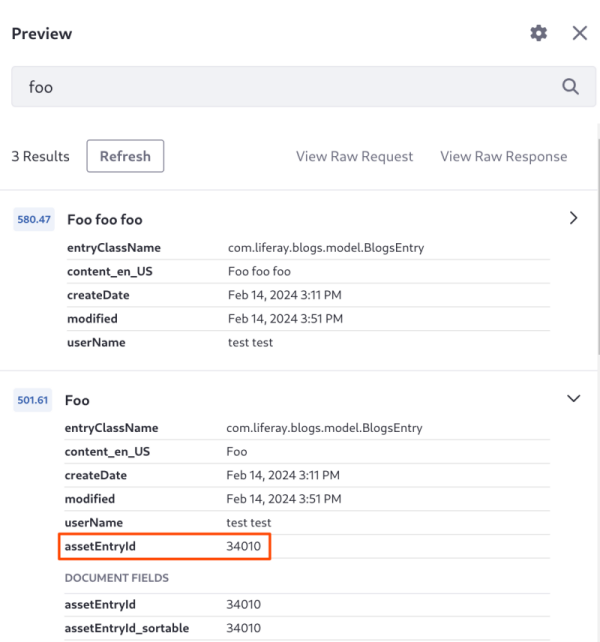 Preview
foo
3 Results Refresh View Raw Request View Raw Response
580.47 Foo foo foo
entryClassName com.liferay.blogs.model.BlogsEntry
content_en_US Foo foo foo
createDate Feb 14, 2024 3:11 PM
modified Feb 14, 2024 3:51 PM
userName test test
501.61 Foo
entryClassName com.liferay.blogs.model.BlogsEntry
content_en_US Foo
createDate Feb 14, 2024 3:11 PM
modified Feb 14, 2024 3:51 PM
userName test test
assetEntryId 34010
DOCUMENT FIELDS
assetEntryId 34010
assetEntryId_sortable 34010